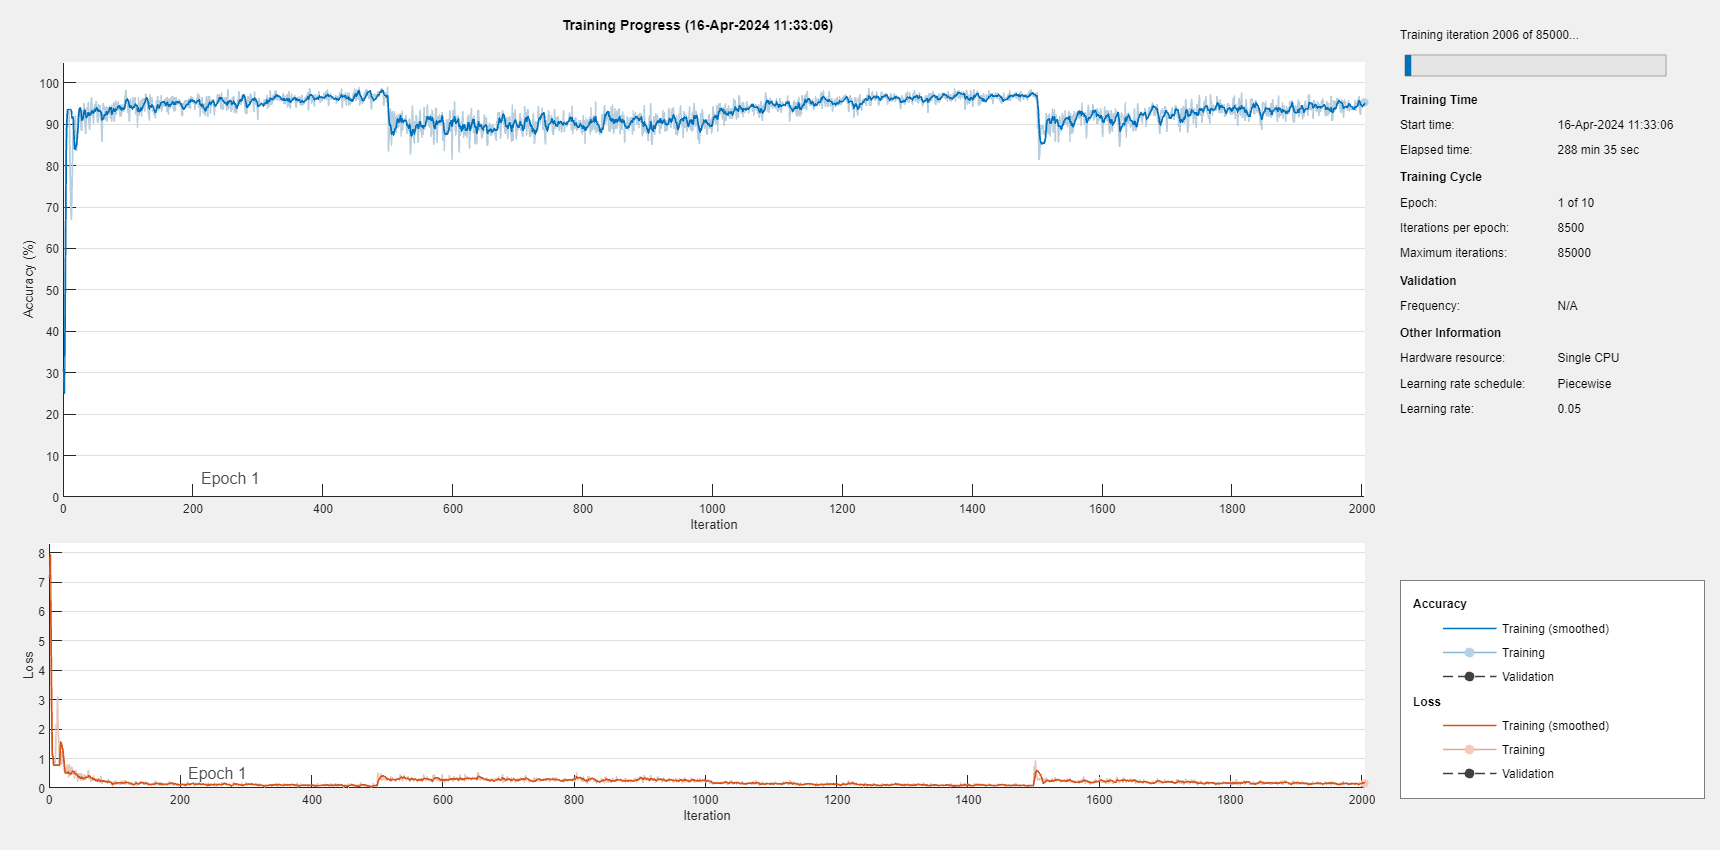 Training Progress (16-Apr-2024 11:33:06)
100
90
80
70
60
50
40
30
20
10
0
Accuracy (%)
Epoch 1
0 200 400 600 800 1000 1200 1400 1600 1800 2000
Iteration
8
7
6
5
4
3
2
1
0
Loss
Epoch 1
0 200 400 600 800 1000 1200 1400 1600 1800 2000
Iteration
Training iteration 2006 of 85000...
Training Time
Start time: 16-Apr-2024 11:33:06
Elapsed time: 288 min 35 sec
Training Cycle
Epoch: 1 of 10
Iterations per epoch: 8500
Maximum iterations: 85000
Validation
Frequency: N/A
Other Information
Hardware resource: Single CPU
Learning rate schedule: Piecewise
Learning rate: 0.05
Accuracy
Training (smoothed)
Training
Validation
Loss
Training (smoothed)
Training
Validation